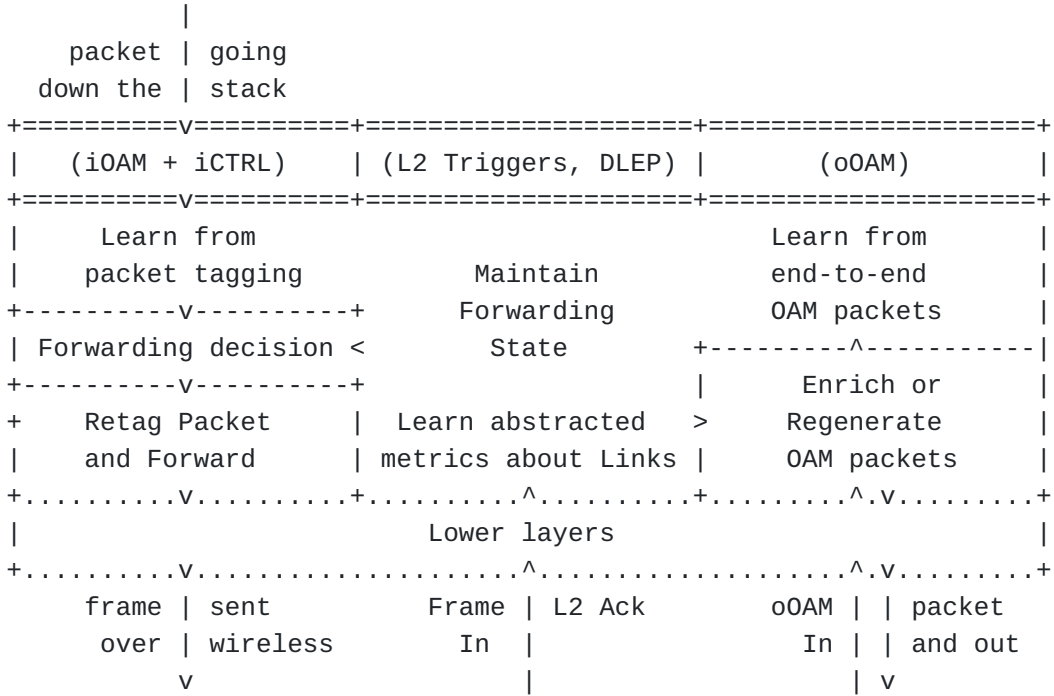 |
     packet | going
   down the | stack
+==========v==========+=====================+=====================+
|   (iOAM + iCTRL)    | (L2 Triggers, DLEP) |       (oOAM)        |
+==========v==========+=====================+=====================+
|     Learn from                                Learn from       |
|    packet tagging           Maintain          end-to-end       |
+----------v----------+      Forwarding         OAM packets      |
| Forwarding decision <        State        +---------^-----------|
+----------v----------+                     |      Enrich or      |
+    Retag Packet     |  Learn abstracted   >     Regenerate      |
|    and Forward      | metrics about Links |     OAM packets     |
+..........v..........+..........^..........+.........^.v.........+
|                          Lower layers                           |
+..........v.....................^....................^.v.........+
     frame | sent          Frame | L2 Ack        oOAM | | packet
      over | wireless        In  |                 In | | and out
           v                     |                    | v